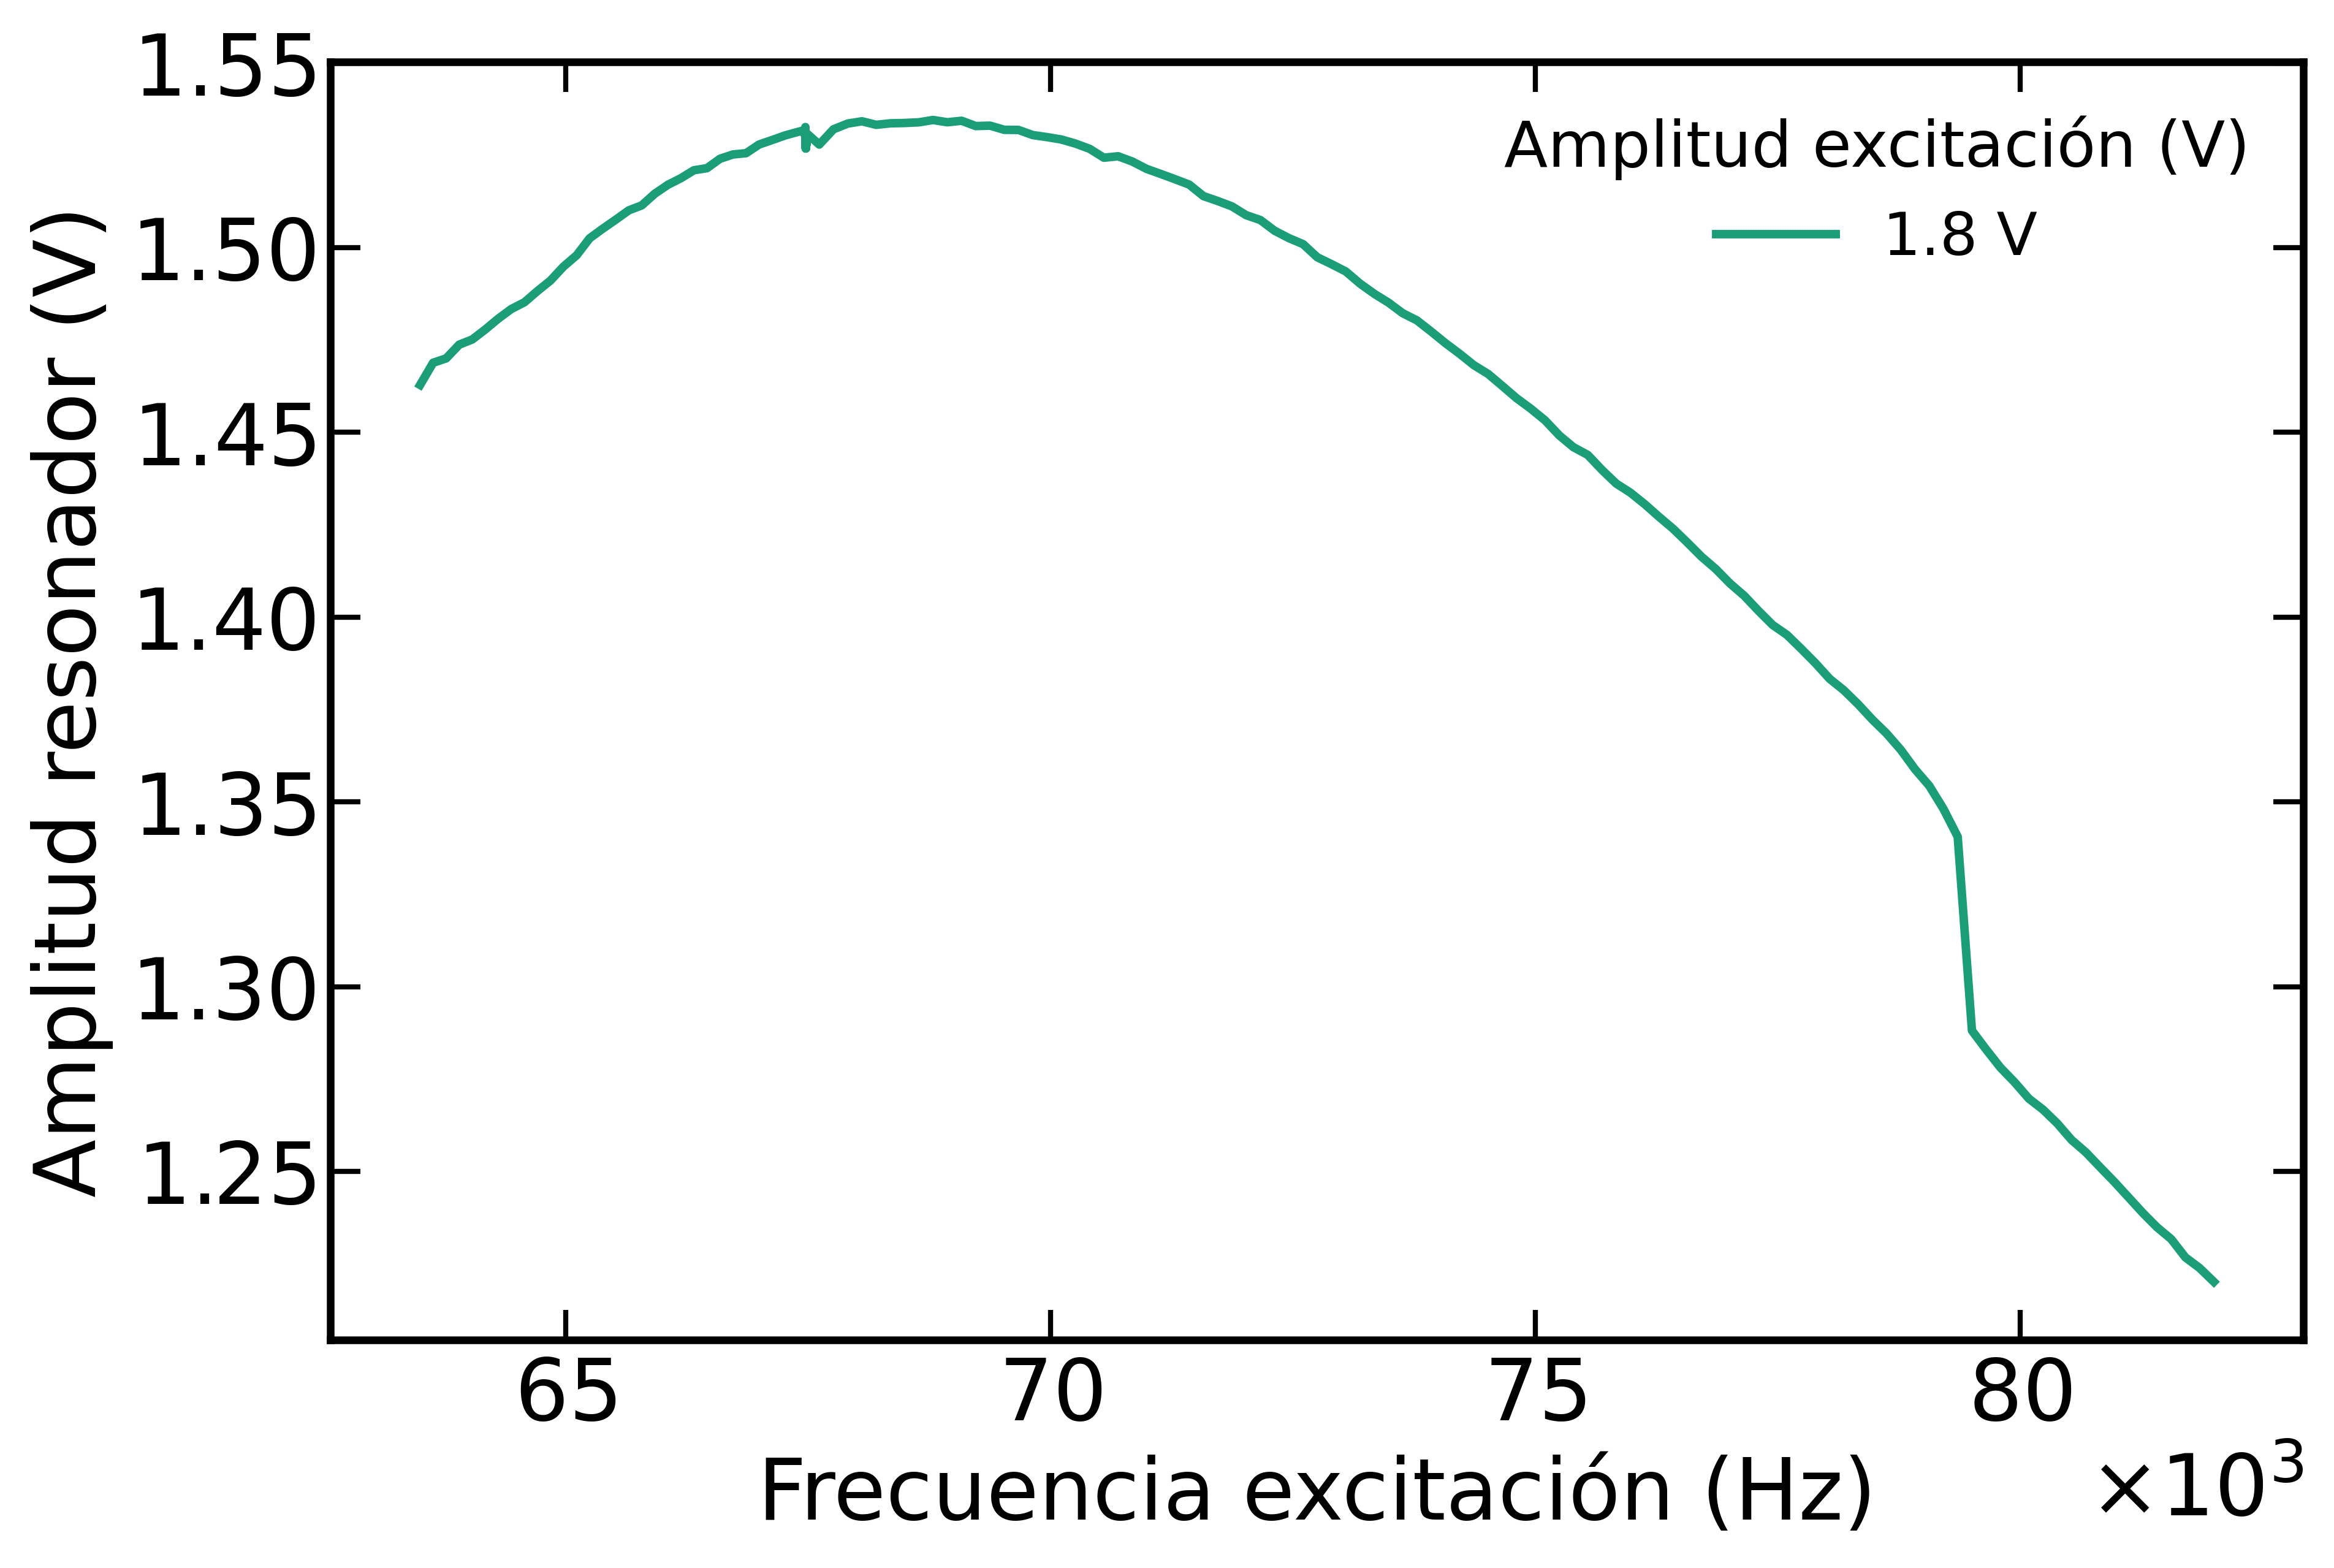 1.55
1.50
1.45
1.40
1.35
1.30
1.25
Amplitud resonador (V)
Amplitud excitación (V)
1.8 V
65 70 75 80
Frecuencia excitación (Hz)
×10³